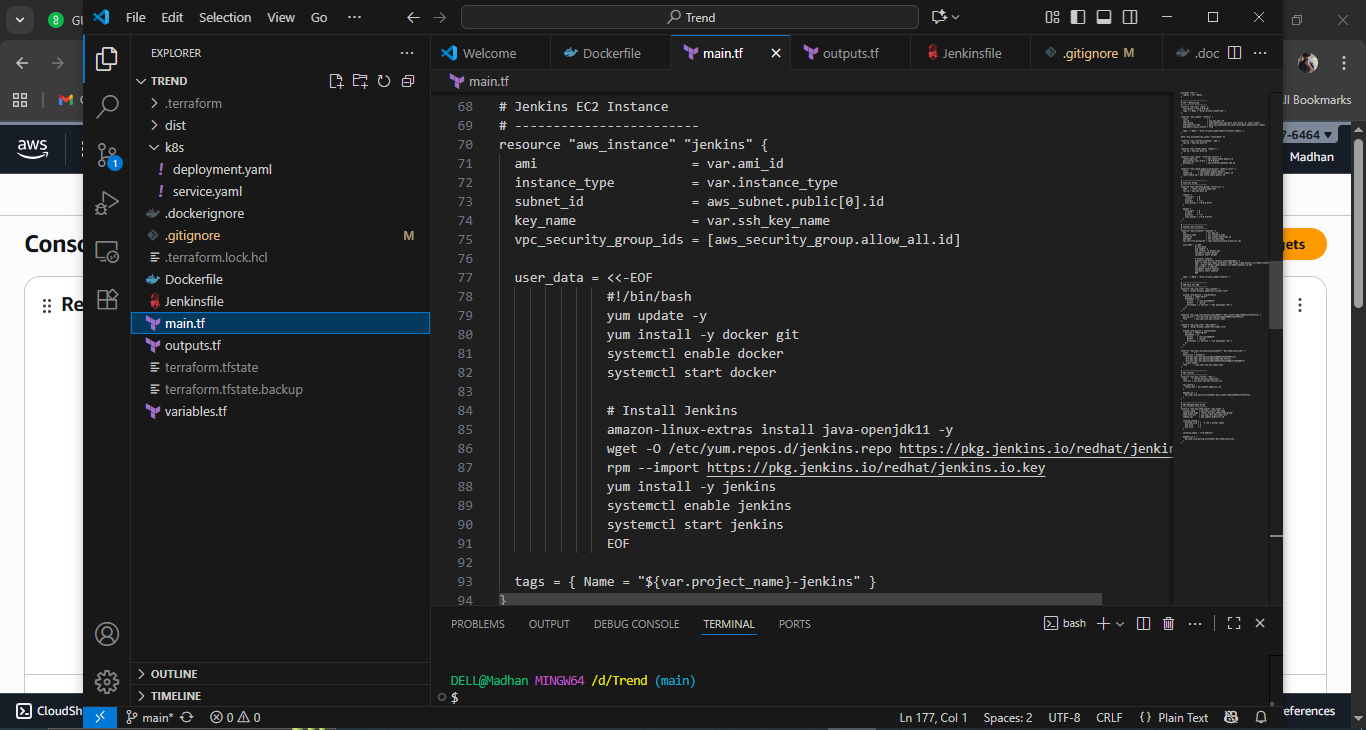 File Edit Selection View Go ··· Trend
Welcome Dockerfile main.tf outputs.tf Jenkinsfile .gitignore M .doc
EXPLORER
TREND
.terraform
dist
k8s
deployment.yaml
service.yaml
.dockerignore
.gitignore M
.terraform.lock.hcl
Dockerfile
Jenkinsfile
main.tf
outputs.tf
terraform.tfstate
terraform.tfstate.backup
variables.tf
OUTLINE
TIMELINE
1
main.tf
68 # Jenkins EC2 Instance
69 # ------------------------
70 resource "aws_instance" "jenkins" {
71 ami = var.ami_id
72 instance_type = var.instance_type
73 subnet_id = aws_subnet.public[0].id
74 key_name = var.ssh_key_name
75 vpc_security_group_ids = [aws_security_group.allow_all.id]
76
77 user_data = <<-EOF
78 #!/bin/bash
79 yum update -y
80 yum install -y docker git
81 systemctl enable docker
82 systemctl start docker
83
84 # Install Jenkins
85 amazon-linux-extras install java-openjdk11 -y
86 wget -O /etc/yum.repos.d/jenkins.repo https://pkg.jenkins.io/redhat/jenkin
87 rpm --import https://pkg.jenkins.io/redhat/jenkins.io.key
88 yum install -y jenkins
89 systemctl enable jenkins
90 systemctl start jenkins
91 EOF
92
93 tags = { Name = "${var.project_name}-jenkins" }
94 }
PROBLEMS OUTPUT DEBUG CONSOLE TERMINAL PORTS bash
DELL@Madhan MINGW64 /d/Trend (main)
$
main* 0 0 Ln 177, Col 1 Spaces: 2 UTF-8 CRLF {} Plain Text
aws
Conso
Re
CloudSh
ll Bookmarks
7-6464
Madhan
gets
eferences